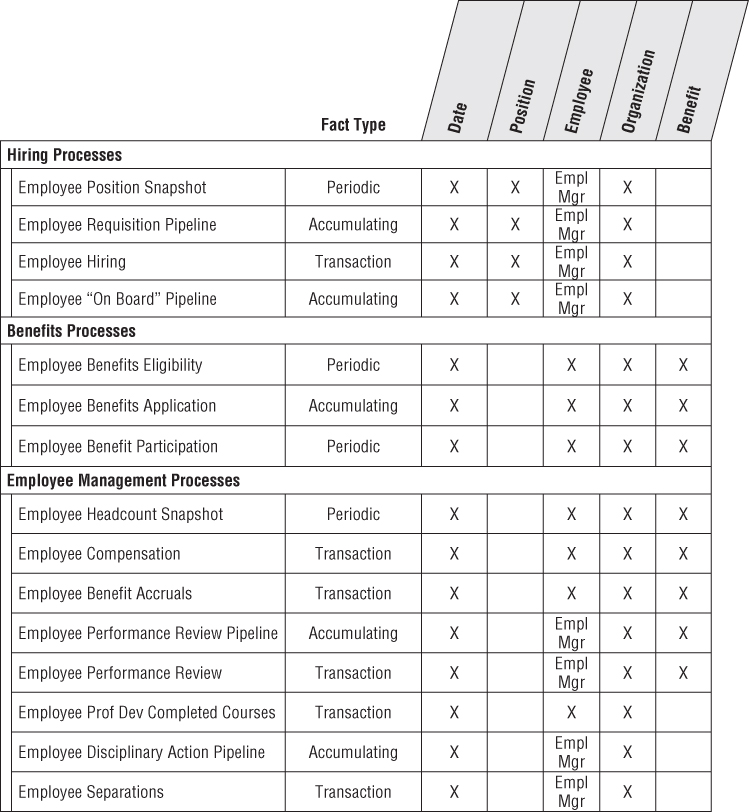 Fact Type Date Position Employee Organization Benefit
Hiring Processes
Employee Position Snapshot Periodic X X Empl Mgr X
Employee Requisition Pipeline Accumulating X X Empl Mgr X
Employee Hiring Transaction X X Empl Mgr X
Employee “On Board” Pipeline Accumulating X X Empl Mgr X
Benefits Processes
Employee Benefits Eligibility Periodic X X X X
Employee Benefits Application Accumulating X X X X
Employee Benefit Participation Periodic X X X X
Employee Management Processes
Employee Headcount Snapshot Periodic X X X X
Employee Compensation Transaction X X X X
Employee Benefit Accruals Transaction X X X X
Employee Performance Review Pipeline Accumulating X Empl Mgr X X
Employee Performance Review Transaction X Empl Mgr X X
Employee Prof Dev Completed Courses Transaction X X X
Employee Disciplinary Action Pipeline Accumulating X Empl Mgr X
Employee Separations Transaction X Empl Mgr X